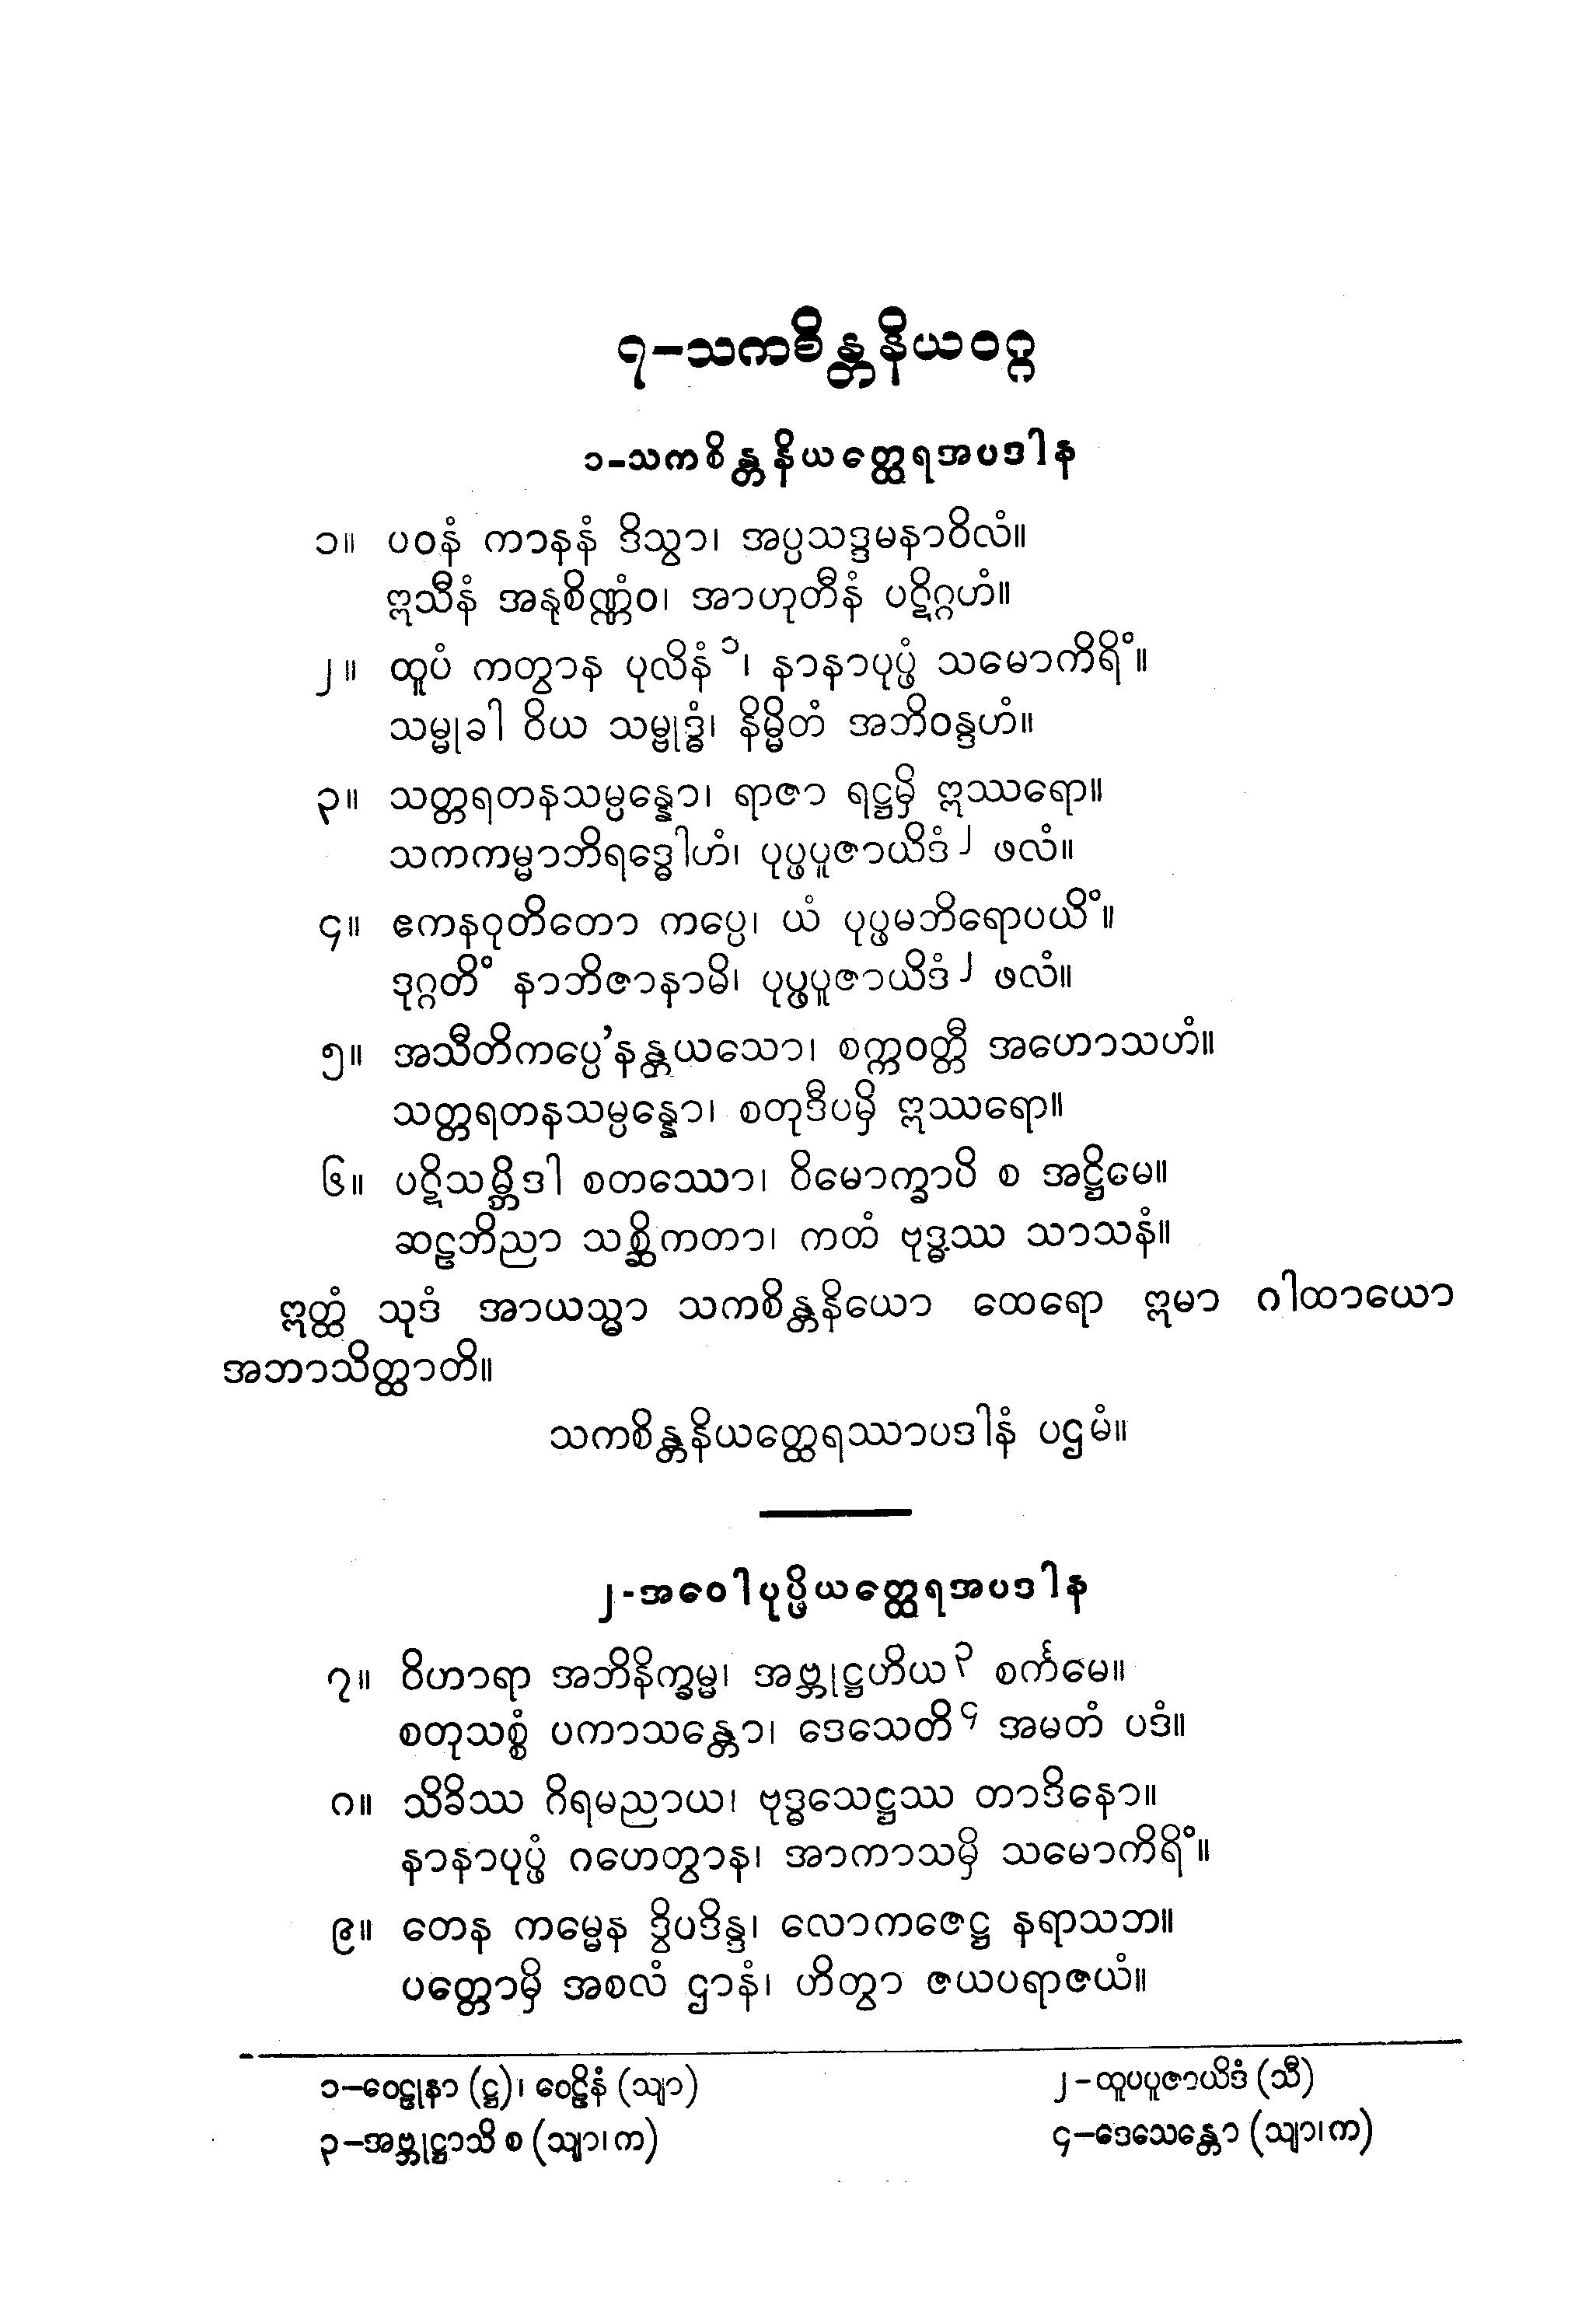 ၇-သကစိန္တနိယဝဂ္ဂ
၁-သကစိန္တနိယတ္ထေရအပဒါန
၁။ ပဝနံ ကာနနံ ဒိသွာ၊ အပ္ပသဒ္ဒမနာဝိလံ။
ဣသီနံ အနုစိဏ္ဏံဝ၊ အာဟုတီနံ ပဋိဂ္ဂဟံ။
၂။ ထူပံ ကတွာန ပုလိနံ ၁၊ နာနာပုပ္ဖံ သမောကိရိံ။
သမ္မုခါ ဝိယ သမ္ဗုဒ္ဓံ၊ နိမ္မိတံ အဘိဝန္ဒဟံ။
၃။ သတ္တရတနသမ္ပန္နော၊ ရာဇာ ရဋ္ဌမှိ ဣဿရော။
သကကမ္မာဘိရဒ္ဓေါဟံ၊ ပုပ္ဖပူဇာယိဒံ ၂ ဖလံ။
၄။ ဧကနဝုတိတော ကပ္ပေ၊ ယံ ပုပ္ဖမဘိရောပယိံ။
ဒုဂ္ဂတိံ နာဘိဇာနာမိ၊ ပုပ္ဖပူဇာယိဒံ ၂ ဖလံ။
၅။ အသီတိကပ္ပေ’နန္တယသော၊ စက္ကဝတ္တီ အဟောသဟံ။
သတ္တရတနသမ္ပန္နော၊ စတုဒီပမှိ ဣဿရော။
၆။ ပဋိသမ္ဘိဒါ စတဿော၊ ဝိမောက္ခာပိ စ အဋ္ဌိမေ။
ဆဠဘိညာ သစ္ဆိကတာ၊ ကတံ ဗုဒ္ဓဿ သာသနံ။
ဣတ္ထံ သုဒံ အာယသ္မာ သကစိန္တနိယော ထေရော ဣမာ ဂါထာယော
အဘာသိတ္ထာတိ။
သကစိန္တနိယတ္ထေရဿာပဒါနံ ပဌမံ။
၂-အဝေါပုပ္ဖိယတ္ထေရအပဒါန
၇။ ဝိဟာရာ အဘိနိက္ခမ္မ၊ အဗ္ဘုဋ္ဌဟိယ ၃ စင်္ကမေ။
စတုသစ္စံ ပကာသန္တော၊ ဒေသေတိ ၄ အမတံ ပဒံ။
၈။ သိခိဿ ဂိရမညာယ၊ ဗုဒ္ဓသေဋ္ဌဿ တာဒိနော။
နာနာပုပ္ဖံ ဂဟေတွာန၊ အာကာသမှိ သမောကိရိံ။
၉။ တေန ကမ္မေန ဒွိပဒိန္ဒ၊ လောကဇေဋ္ဌ နရာသဘ။
ပတ္တောမှိ အစလံ ဌာနံ၊ ဟိတွာ ဇယပရာဇယံ။
၁-ဝေဠုနာ (ဋ္ဌ)၊ ဝေဠိနံ (သျာ) ၂-ထူပပူဇာယိဒံ (သီ)
၃-အဗ္ဘုဋ္ဌာသိ စ (သျာ၊က) ၄-ဒေသေန္တော (သျာ၊က)